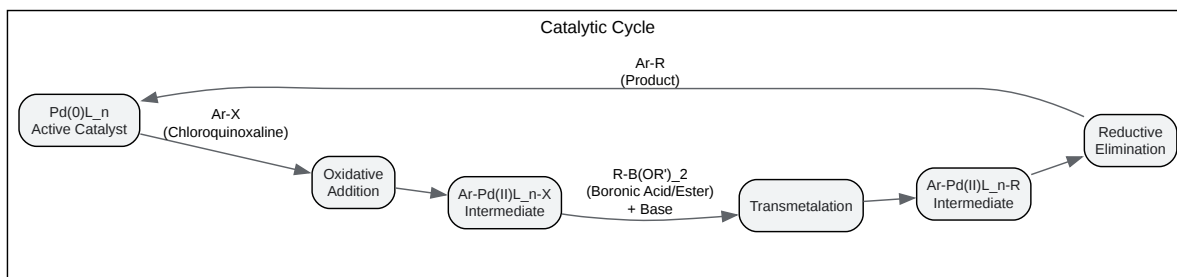 Catalytic Cycle
Ar-R
(Product)
Pd(0)L_n
Active Catalyst
Ar-X
(Chloroquinoxaline)
Oxidative
Addition
Ar-Pd(II)L_n-X
Intermediate
R-B(OR')_2
(Boronic Acid/Ester)
+ Base
Transmetalation
Ar-Pd(II)L_n-R
Intermediate
Reductive
Elimination